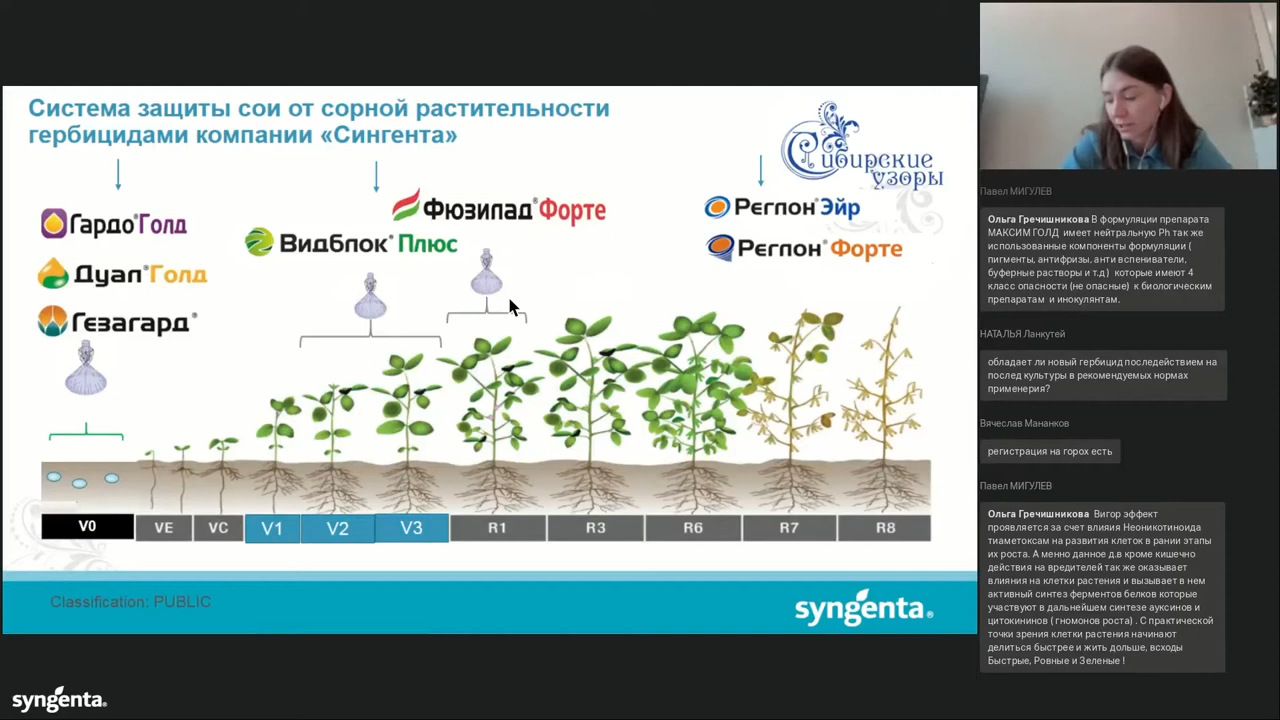 Система защиты сои от сорной растительности
гербицидами компании «Сингента»
Сибирские
узоры
Гардо®Голд
Дуал®Голд
Гезагард®
Видблок®Плюс
Фюзилад®Форте
Реглон®Эйр
Реглон®Форте
V0
VE
VC
V1
V2
V3
R1
R3
R6
R7
R8
Classification: PUBLIC
syngenta®
syngenta®
Павел МИГУЛЕВ
Ольга Гречишникова В формуляции препарата
МАКСИМ ГОЛД имеет нейтральную Ph так же
использованные компоненты формуляции (
пигменты, антифризы, анти вспениватели,
буферные растворы и т.д ) которые имеют 4
класс опасности (не опасные) к биологическим
препаратам и инокулянтам.
НАТАЛЬЯ Ланкутей
обладает ли новый гербицид последействием на
послед культуры в рекомендуемых нормах
применерия?
Вячеслав Мананков
регистрация на горох есть
Павел МИГУЛЕВ
Ольга Гречишникова Вигор эффект
проявляется за счет влияния Неоникотиноида
тиаметоксам на развития клеток в рании этапы
их роста. А менно данное д.в кроме кишечно
действия на вредителей так же оказывает
влияния на клетки растения и вызывает в нем
активный синтез ферментов белков которые
участвуют в дальнейшем синтезе ауксинов и
цитокининов ( гномонов роста) . С практической
точки зрения клетки растения начинают
делиться быстрее и жить дольше, всходы
Быстрые, Ровные и Зеленые !